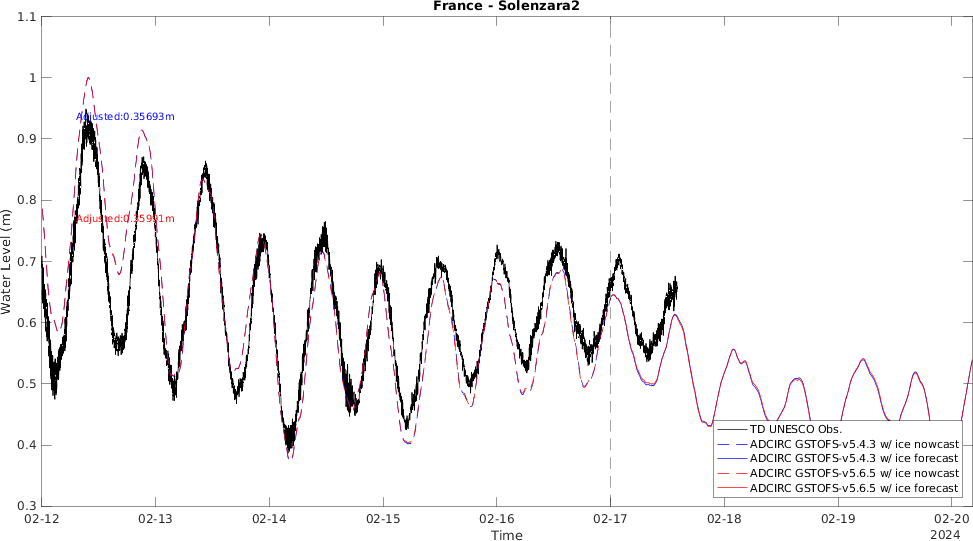 France - Solenzara2
1.1
1
0.9
0.8
0.7
0.6
0.5
0.4
0.3
Water Level (m)
Adjusted:0.35693m
Adjusted:0.35991m
TD UNESCO Obs.
ADCIRC GSTOFS-v5.4.3 w/ ice nowcast
ADCIRC GSTOFS-v5.4.3 w/ ice forecast
ADCIRC GSTOFS-v5.6.5 w/ ice nowcast
ADCIRC GSTOFS-v5.6.5 w/ ice forecast
02-12 02-13 02-14 02-15 02-16 02-17 02-18 02-19 02-20
2024
Time